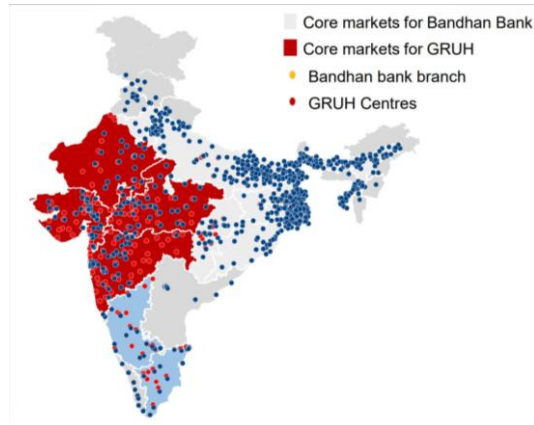 Core markets for Bandhan Bank
Core markets for GRUH
Bandhan bank branch
GRUH Centres